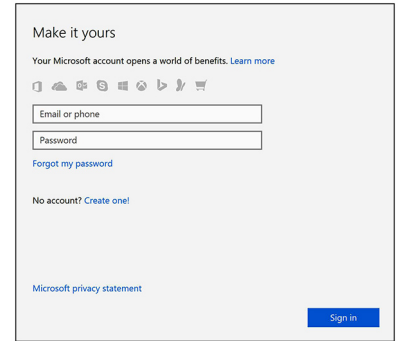 Make it yours
Your Microsoft account opens a world of benefits. Learn more
Email or phone
Password
Forgot my password
No account? Create one!
Microsoft privacy statement
Sign in